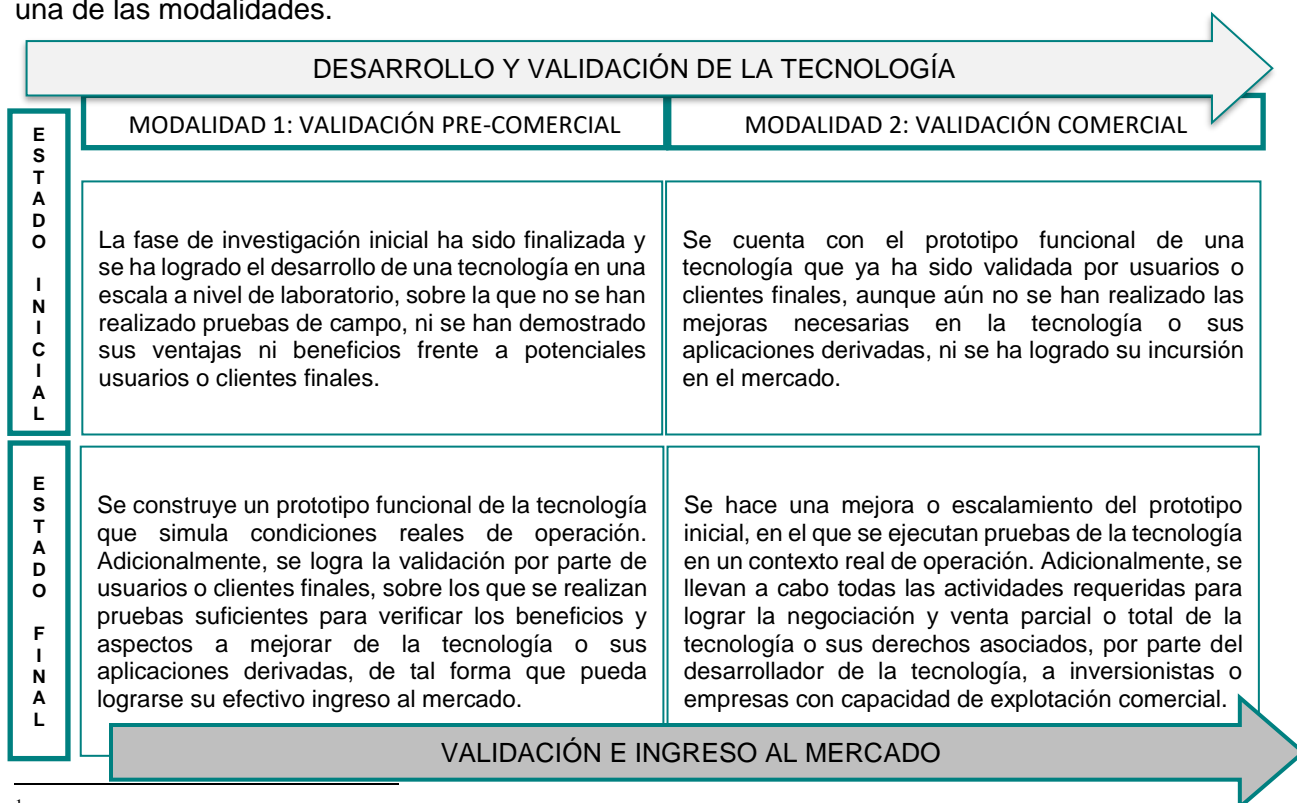 una de las modalidades.
DESARROLLO Y VALIDACIÓN DE LA TECNOLOGÍA
MODALIDAD 1: VALIDACIÓN PRE-COMERCIAL
MODALIDAD 2: VALIDACIÓN COMERCIAL
ESTADO INICIAL
La fase de investigación inicial ha sido finalizada y
se ha logrado el desarrollo de una tecnología en una
escala a nivel de laboratorio, sobre la que no se han
realizado pruebas de campo, ni se han demostrado
sus ventajas ni beneficios frente a potenciales
usuarios o clientes finales.
Se cuenta con el prototipo funcional de una
tecnología que ya ha sido validada por usuarios o
clientes finales, aunque aún no se han realizado las
mejoras necesarias en la tecnología o sus
aplicaciones derivadas, ni se ha logrado su incursión
en el mercado.
ESTADO FINAL
Se construye un prototipo funcional de la tecnología
que simula condiciones reales de operación.
Adicionalmente, se logra la validación por parte de
usuarios o clientes finales, sobre los que se realizan
pruebas suficientes para verificar los beneficios y
aspectos a mejorar de la tecnología o sus
aplicaciones derivadas, de tal forma que pueda
lograrse su efectivo ingreso al mercado.
Se hace una mejora o escalamiento del prototipo
inicial, en el que se ejecutan pruebas de la tecnología
en un contexto real de operación. Adicionalmente, se
llevan a cabo todas las actividades requeridas para
lograr la negociación y venta parcial o total de la
tecnología o sus derechos asociados, por parte del
desarrollador de la tecnología, a inversionistas o
empresas con capacidad de explotación comercial.
VALIDACIÓN E INGRESO AL MERCADO